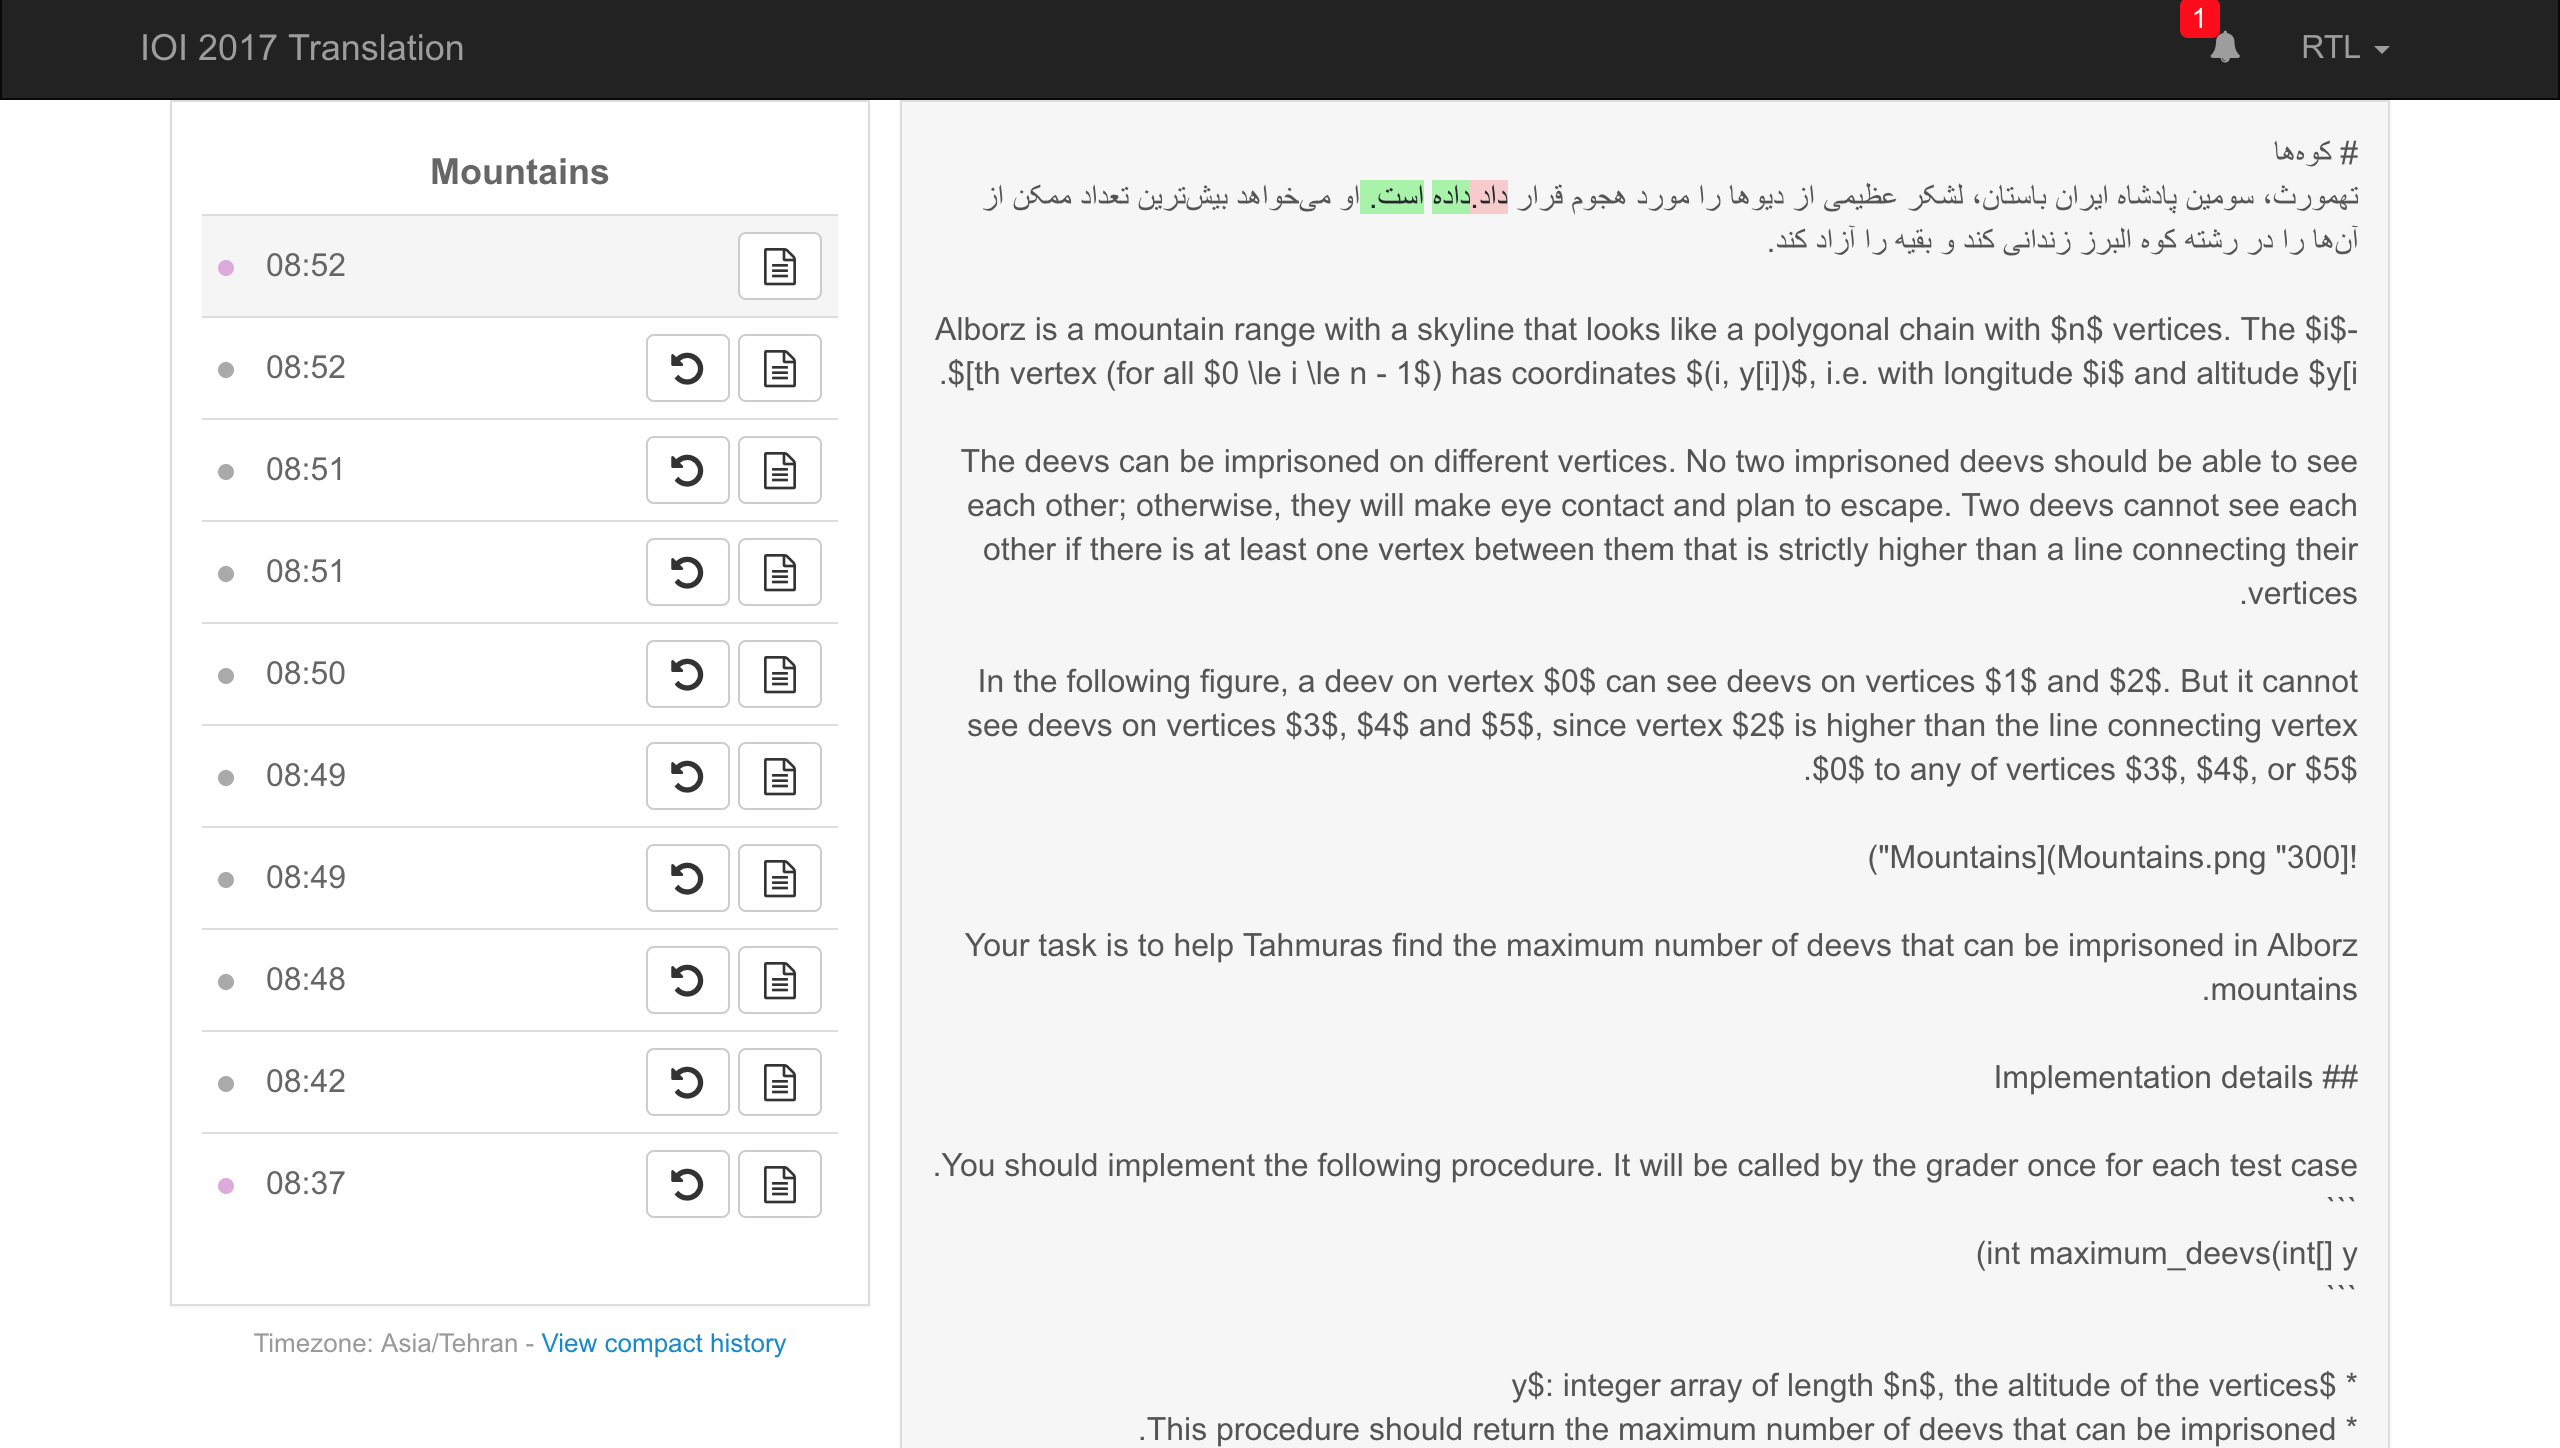 IOI 2017 Translation
1
RTL
Mountains
08:52
08:52
08:51
08:51
08:50
08:49
08:49
08:48
08:42
08:37
Timezone: Asia/Tehran - View compact history
# کوه‌ها
تهمورث، سومین پادشاه ایران باستان، لشکر عظیمی از دیوها را مورد هجوم قرار داد.داده است. او می‌خواهد بیش‌ترین تعداد ممکن از
آن‌ها را در رشته کوه البرز زندانی کند و بقیه را آزاد کند.
Alborz is a mountain range with a skyline that looks like a polygonal chain with $n$ vertices. The $i$-
th vertex (for all $0 \le i \le n - 1$) has coordinates $(i, y[i])$, i.e. with longitude $i$ and altitude $y[i]$.
The deevs can be imprisoned on different vertices. No two imprisoned deevs should be able to see
each other; otherwise, they will make eye contact and plan to escape. Two deevs cannot see each
other if there is at least one vertex between them that is strictly higher than a line connecting their
vertices.
In the following figure, a deev on vertex $0$ can see deevs on vertices $1$ and $2$. But it cannot
see deevs on vertices $3$, $4$ and $5$, since vertex $2$ is higher than the line connecting vertex
$0$ to any of vertices $3$, $4$, or $5$.
![Mountains](Mountains.png "300")
Your task is to help Tahmuras find the maximum number of deevs that can be imprisoned in Alborz
mountains.
## Implementation details
You should implement the following procedure. It will be called by the grader once for each test case.
```
int maximum_deevs(int[] y)
```
* $y$: integer array of length $n$, the altitude of the vertices
* This procedure should return the maximum number of deevs that can be imprisoned.